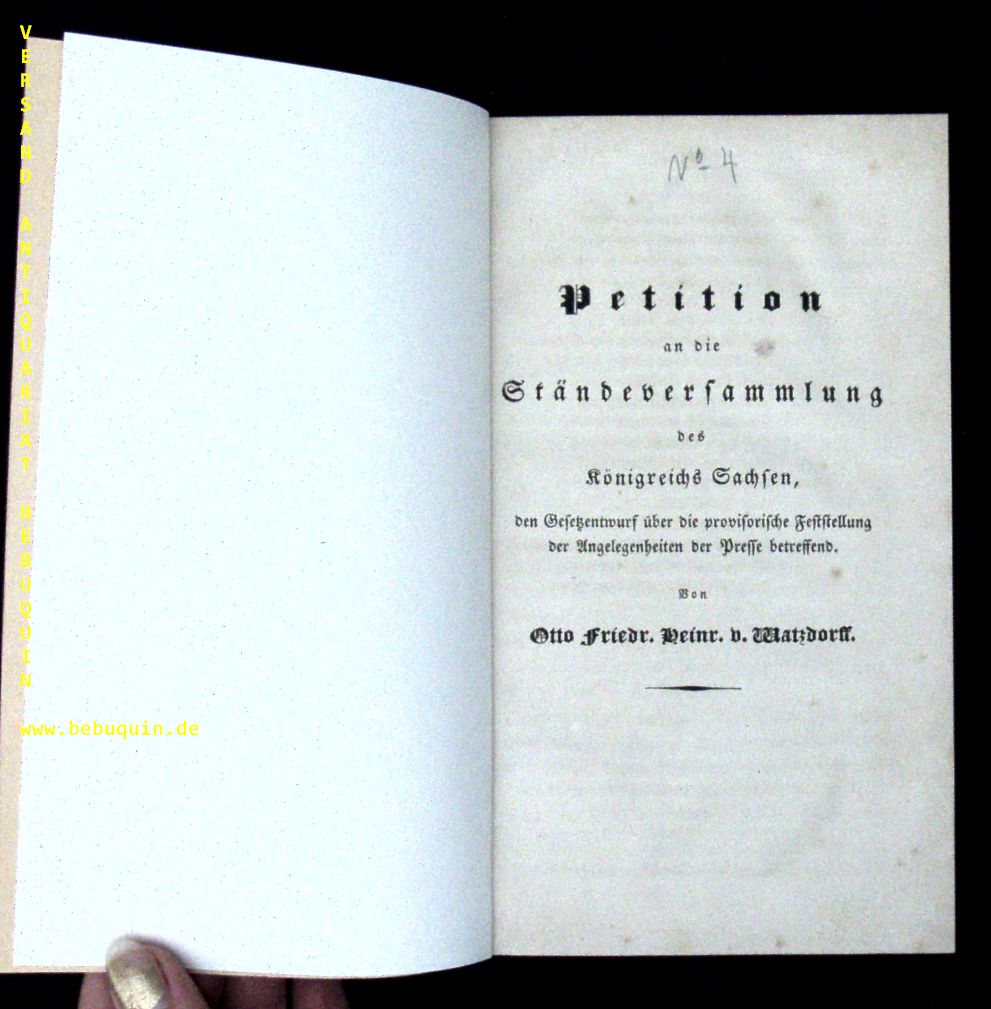 VERSAND ANTIQUARIAT BEBUQUIN
www.bebuquin.de
No 4
Petition
an die
Ständeversammlung
des
Königreichs Sachsen,
den Gesetzentwurf über die provisorische Feststellung
der Angelegenheiten der Presse betreffend.
Von
Otto Friedr. Heinr. v. Watzdorff.